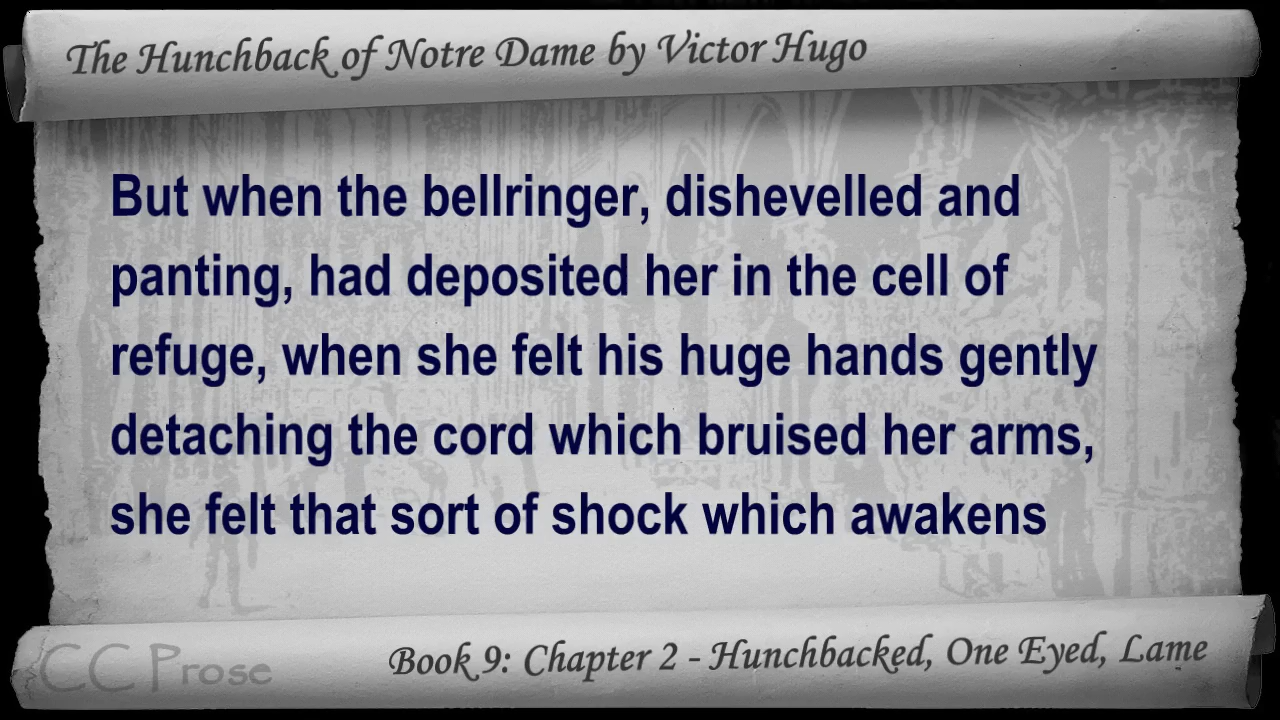 The Hunchback of Notre Dame by Victor Hugo
But when the bellringer, dishevelled and
panting, had deposited her in the cell of
refuge, when she felt his huge hands gently
detaching the cord which bruised her arms,
she felt that sort of shock which awakens
CC Prose
Book 9: Chapter 2 - Hunchbacked, One Eyed, Lame